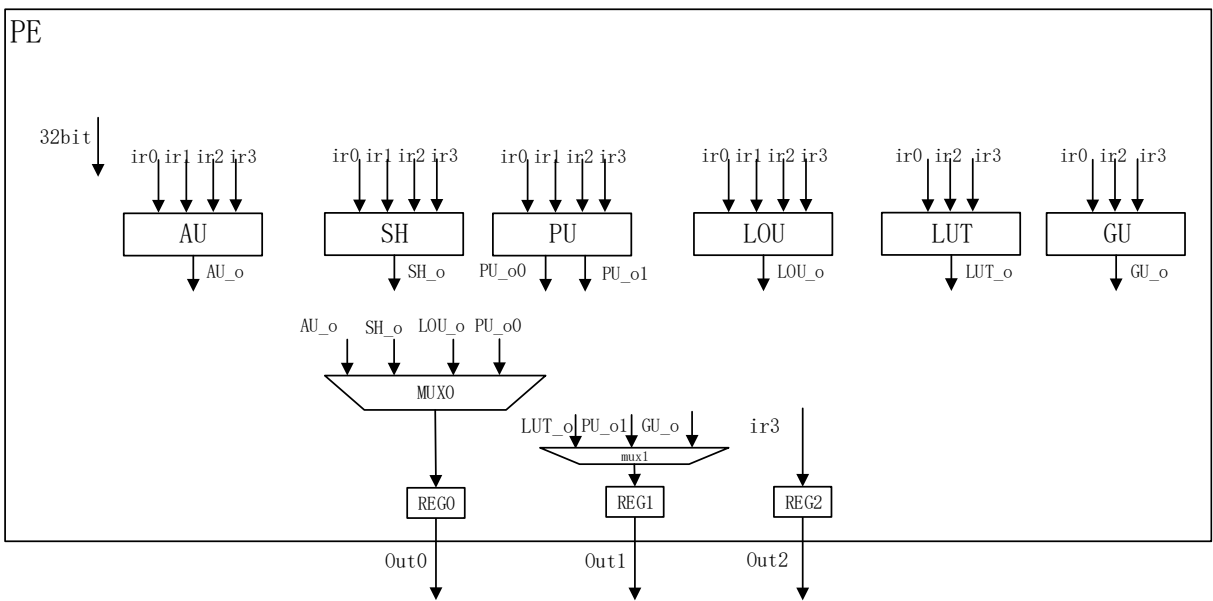 PE
32bit
ir0 ir1 ir2 ir3 ir0 ir1 ir2 ir3 ir0 ir1 ir2 ir3 ir0 ir1 ir2 ir3 ir0 ir2 ir3 ir0 ir2 ir3
AU SH PU LOU LUT GU
AU_o SH_o PU_o0 PU_o1 LOU_o LUT_o GU_o
AU_o SH_o LOU_o PU_o0
MUX0
LUT_o PU_o1 GU_o ir3
mux1
REG0 REG1 REG2
Out0 Out1 Out2